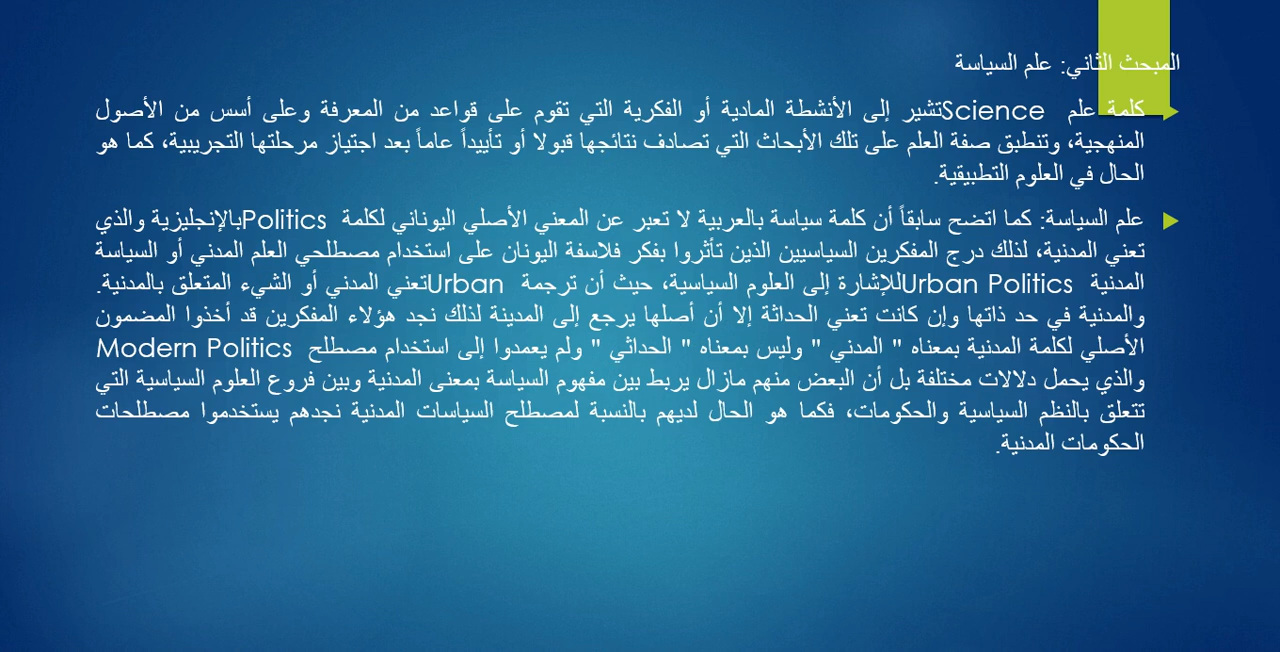 المبحث الثاني: علم السياسة
كلمة علم Science تشير إلى الأنشطة المادية أو الفكرية التي تقوم على قواعد من المعرفة وعلى أسس من الأصول
المنهجية، وتنطبق صفة العلم على تلك الأبحاث التي تصادف نتائجها قبولا أو تأييداً عاماً بعد اجتياز مرحلتها التجريبية، كما هو
الحال في العلوم التطبيقية.
علم السياسة: كما اتضح سابقاً أن كلمة سياسة بالعربية لا تعبر عن المعني الأصلي اليوناني لكلمة Politics بالإنجليزية والذي
تعني المدنية، لذلك درج المفكرين السياسيين الذين تأثروا بفكر فلاسفة اليونان على استخدام مصطلحي العلم المدني أو السياسة
المدنية Urban Politics للإشارة إلى العلوم السياسية، حيث أن ترجمة Urban تعني المدني أو الشيء المتعلق بالمدنية.
والمدنية في حد ذاتها وإن كانت تعني الحداثة إلا أن أصلها يرجع إلى المدينة لذلك نجد هؤلاء المفكرين قد أخذوا المضمون
الأصلي لكلمة المدنية بمعناه " المدني " وليس بمعناه " الحداثي " ولم يعمدوا إلى استخدام مصطلح Modern Politics
والذي يحمل دلالات مختلفة بل أن البعض منهم مازال يربط بين مفهوم السياسة بمعنى المدنية وبين فروع العلوم السياسية التي
تتعلق بالنظم السياسية والحكومات، فكما هو الحال لديهم بالنسبة لمصطلح السياسات المدنية نجدهم يستخدموا مصطلحات
الحكومات المدنية.